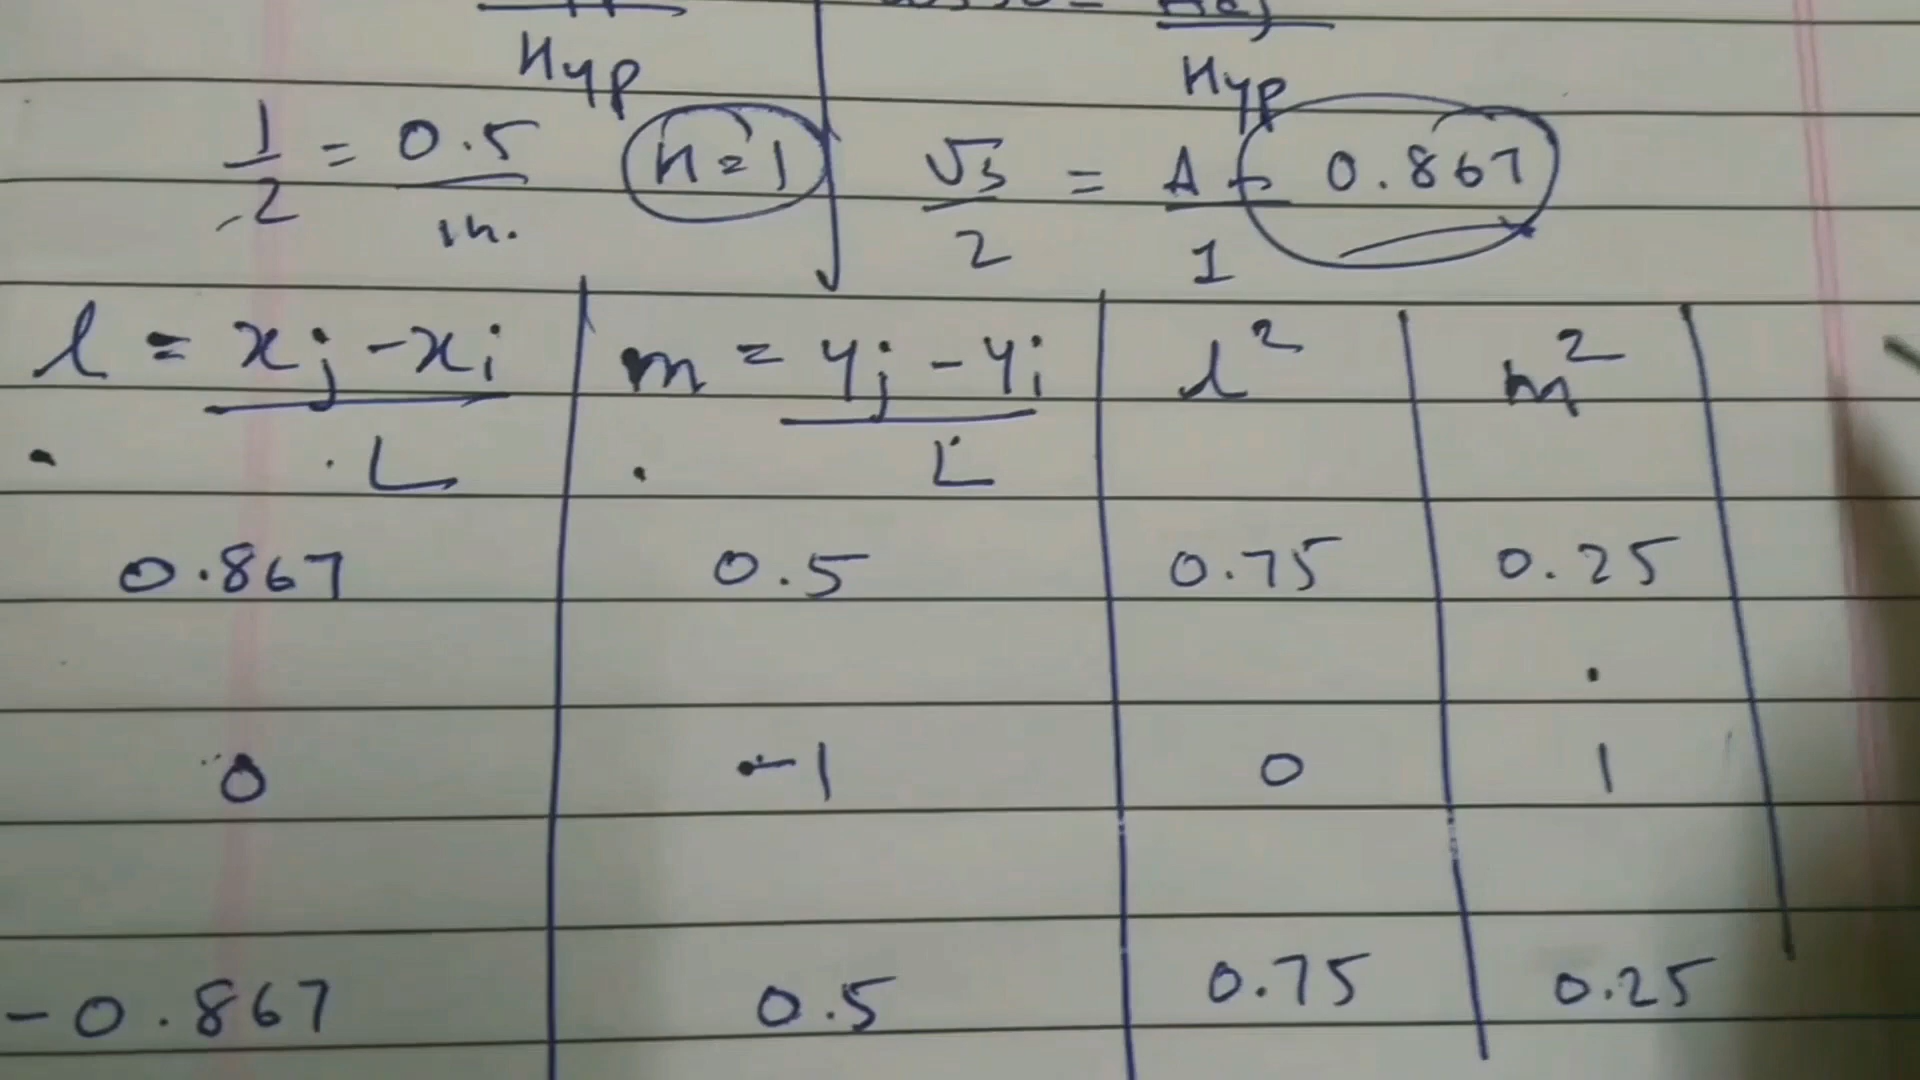 Hyp Hyp
1/2 = 0.5/in. H=1 √3/2 = A/1 = 0.867
l = xj - xi / L m = yj - yi / L l² m²
0.867 0.5 0.75 0.25
0 -1 0 1
-0.867 0.5 0.75 0.25